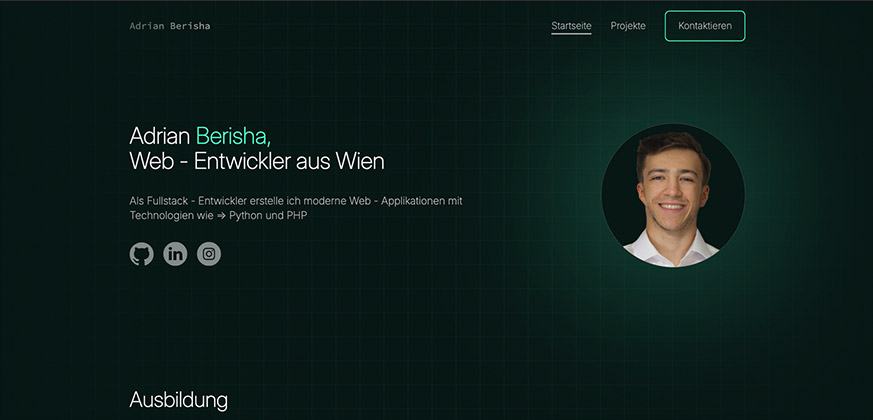 Adrian Berisha
Startseite
Projekte
Kontaktieren
Adrian Berisha,
Web - Entwickler aus Wien
Als Fullstack - Entwickler erstelle ich moderne Web - Applikationen mit
Technologien wie => Python und PHP
in
Ausbildung